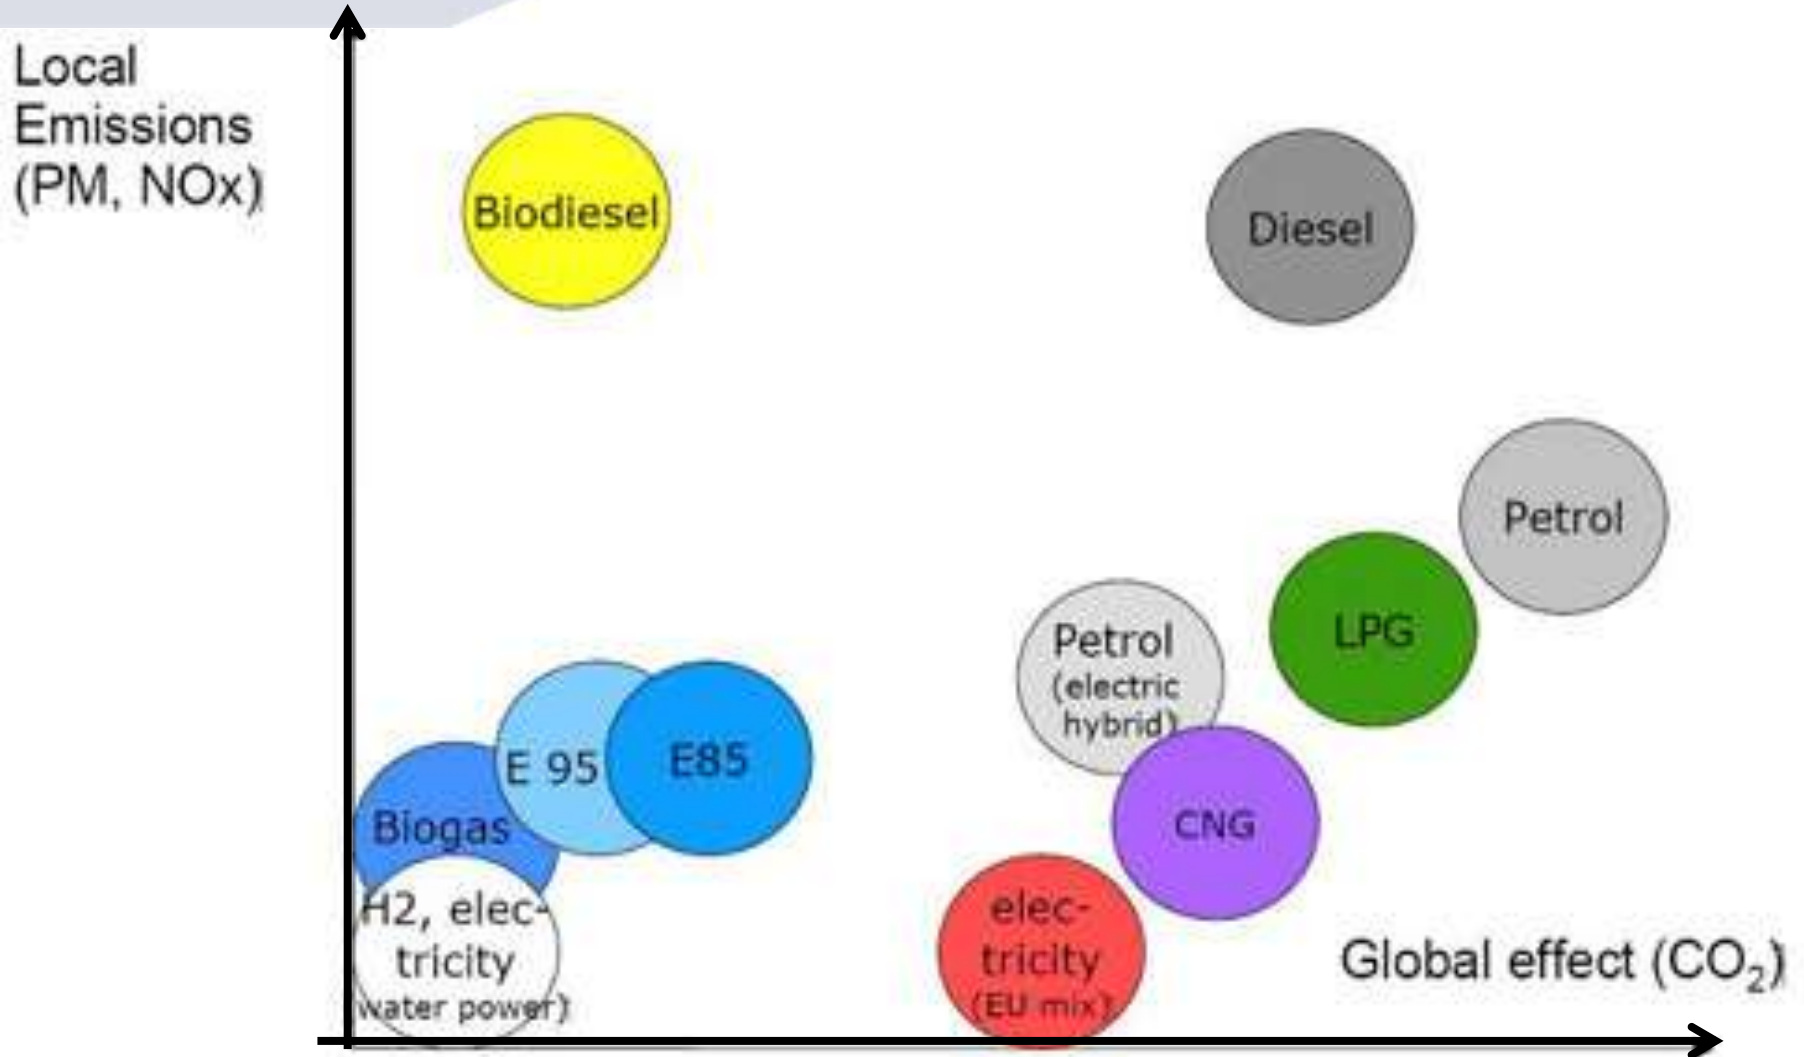 Local
Emissions
(PM, NOx)
Biodiesel
Diesel
Petrol
LPG
Petrol
(electric
hybrid)
E 95
E85
Biogas
CNG
H2, elec-
tricity
water power)
elec-
tricity
(EU mix)
Global effect (CO₂)